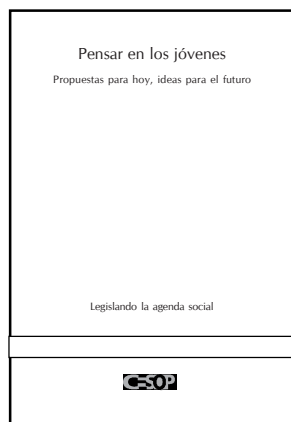 Pensar en los jóvenes
Propuestas para hoy, ideas para el futuro
Legislando la agenda social
CESOP